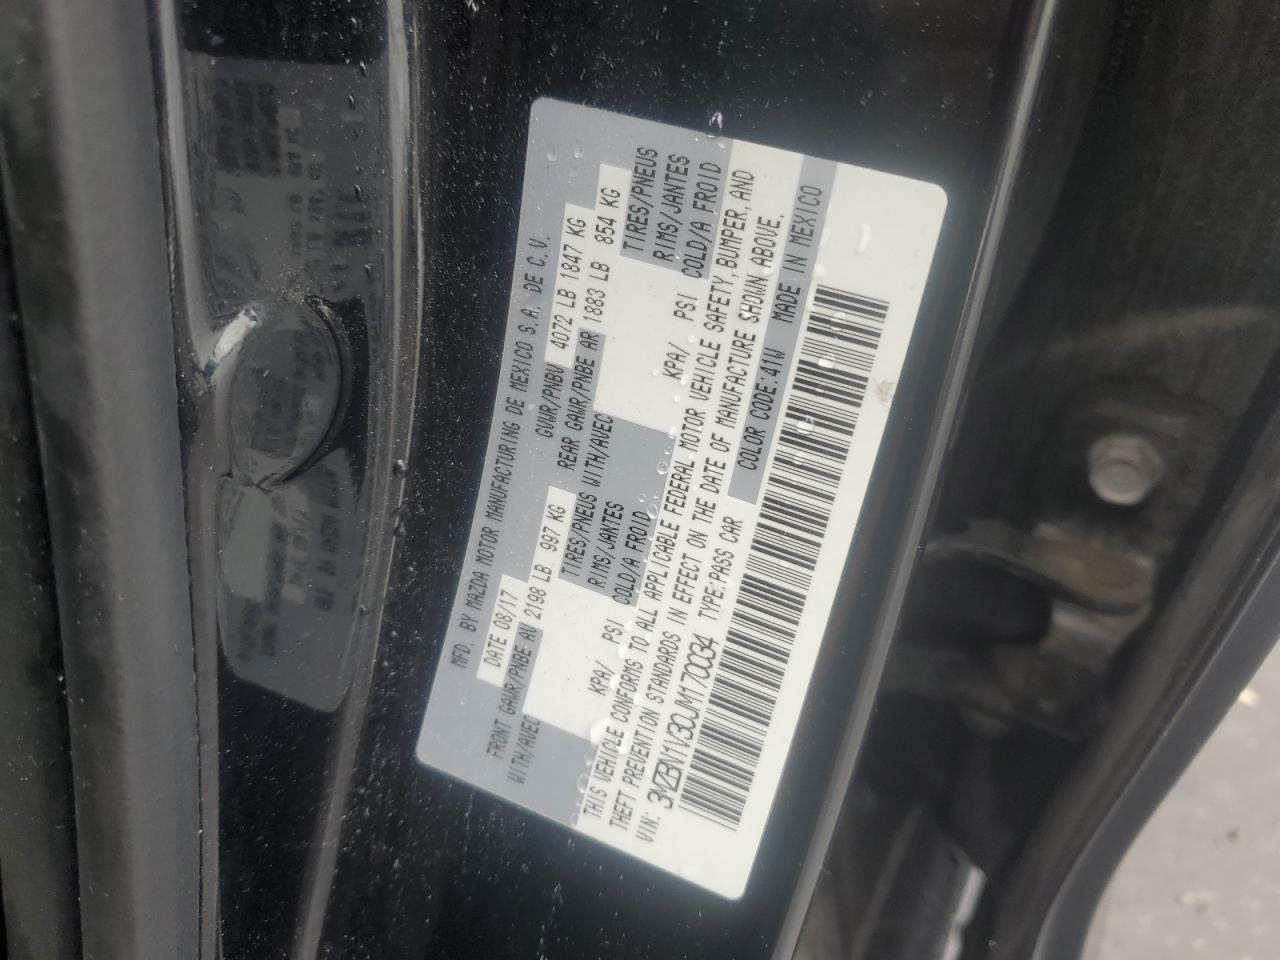 MFD. BY MAZDA MOTOR MANUFACTURING DE MEXICO S.A. DE C.V.
DATE 08/17 GVWR/PNBV 4072 LB 1847 KG
FRONT GAWR/PNBE AV 2198 LB 997 KG REAR GAWR/PNBE AR 1883 LB 854 KG
WITH/AVEC TIRES/PNEUS WITH/AVEC TIRES/PNEUS
RIMS/JANTES RIMS/JANTES
KPA/ PSI COLD/A FROID KPA/ PSI COLD/A FROID
THIS VEHICLE CONFORMS TO ALL APPLICABLE FEDERAL MOTOR VEHICLE SAFETY, BUMPER, AND
THEFT PREVENTION STANDARDS IN EFFECT ON THE DATE OF MANUFACTURE SHOWN ABOVE.
VIN: 3MZBN1V30JM170034 TYPE:PASS CAR COLOR CODE:41W MADE IN MEXICO